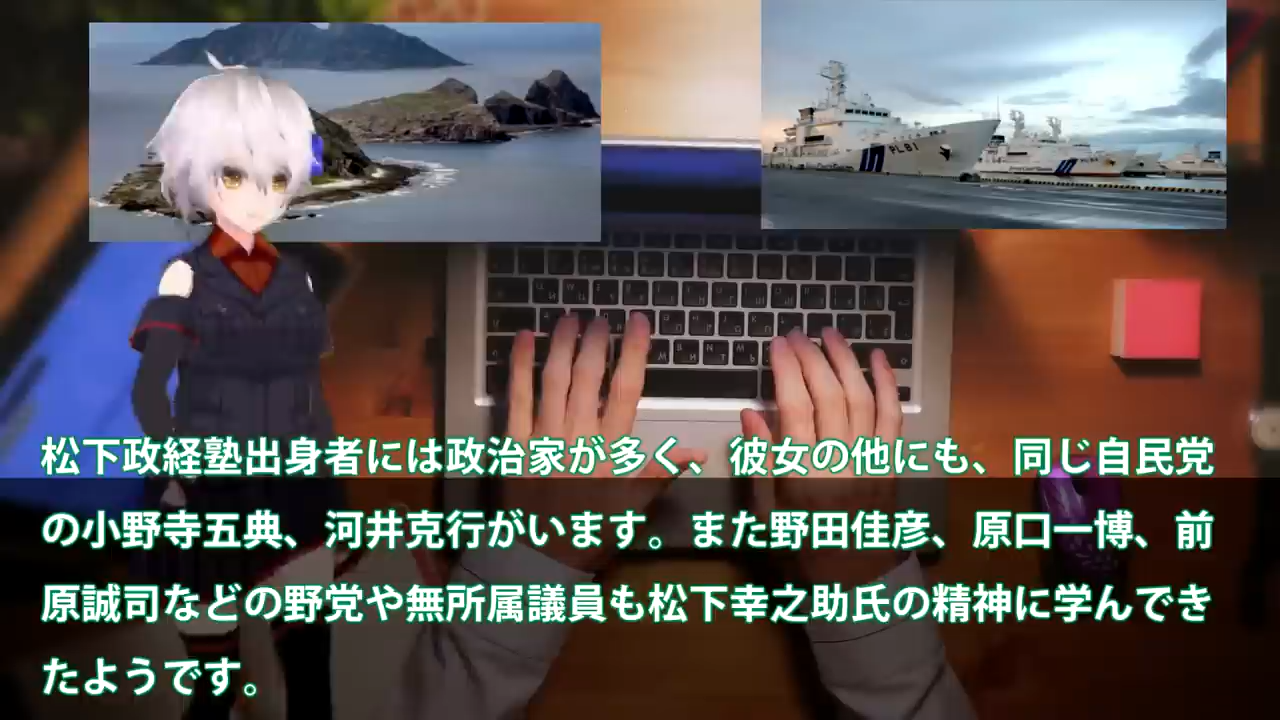 PL81
松下政経塾出身者には政治家が多く、彼女の他にも、同じ自民党
の小野寺五典、河井克行がいます。また野田佳彦、原口一博、前
原誠司などの野党や無所属議員も松下幸之助氏の精神に学んでき
たようです。